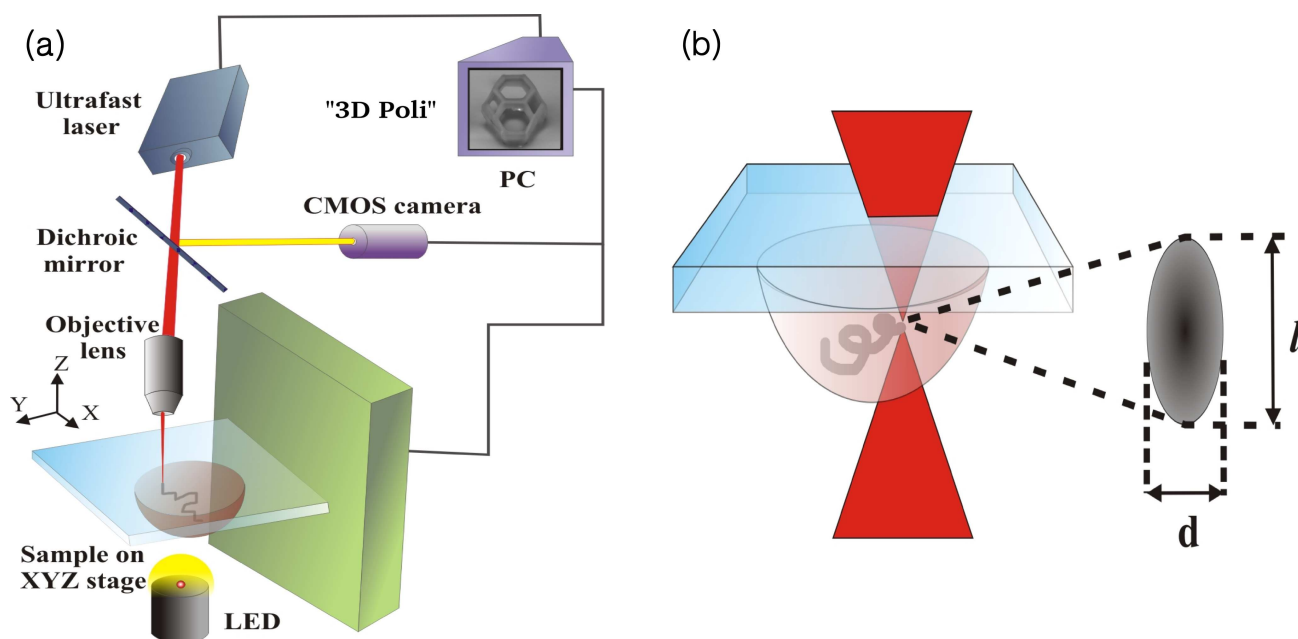 (a)
Ultrafast
laser
"3D Poli"
PC
CMOS camera
Dichroic
mirror
Objective
lens
Z
Y
X
Sample on
XYZ stage
LED
(b)
l
d